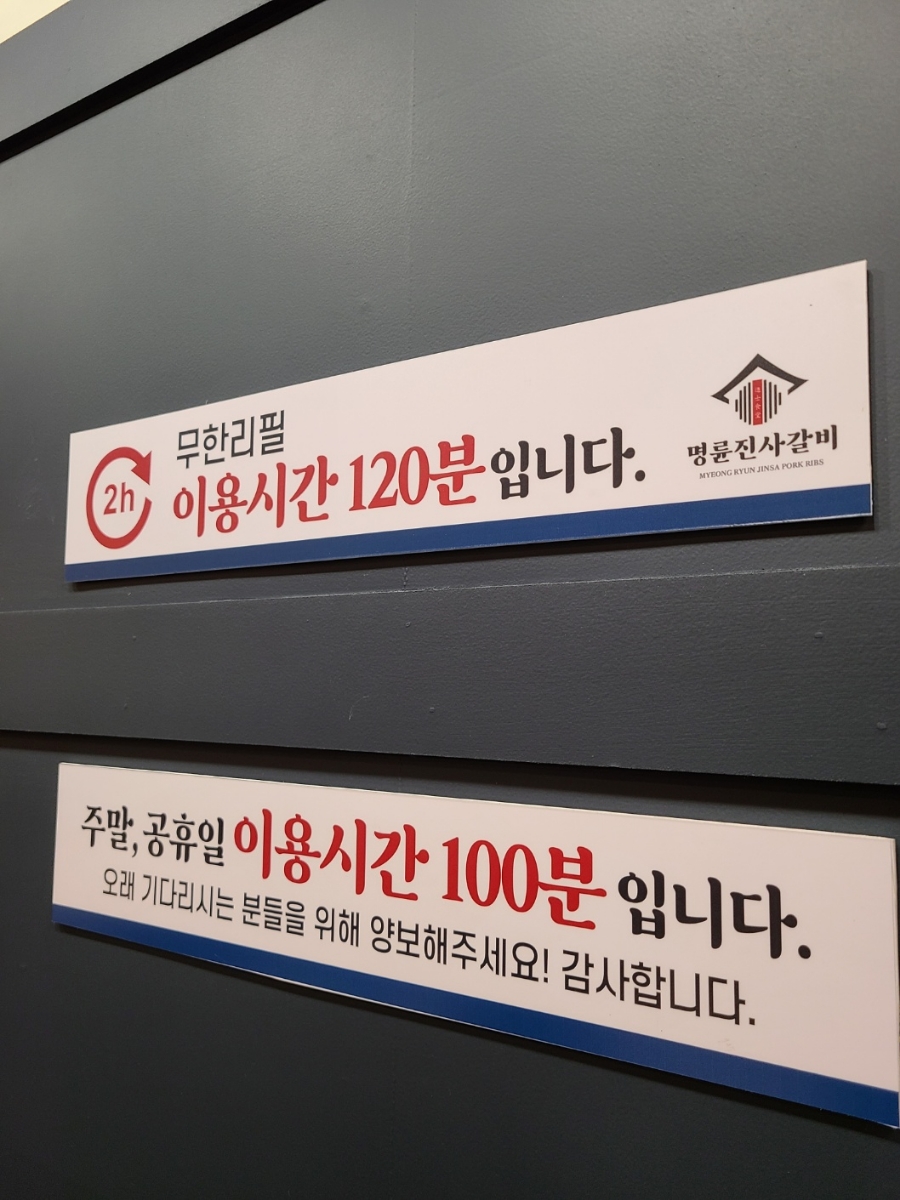 2h
무한리필
이용시간 120분입니다.
명륜진사갈비
MYEONG RYUN JINSA PORK RIBS
주말, 공휴일 이용시간 100분 입니다.
오래 기다리시는 분들을 위해 양보해주세요! 감사합니다.